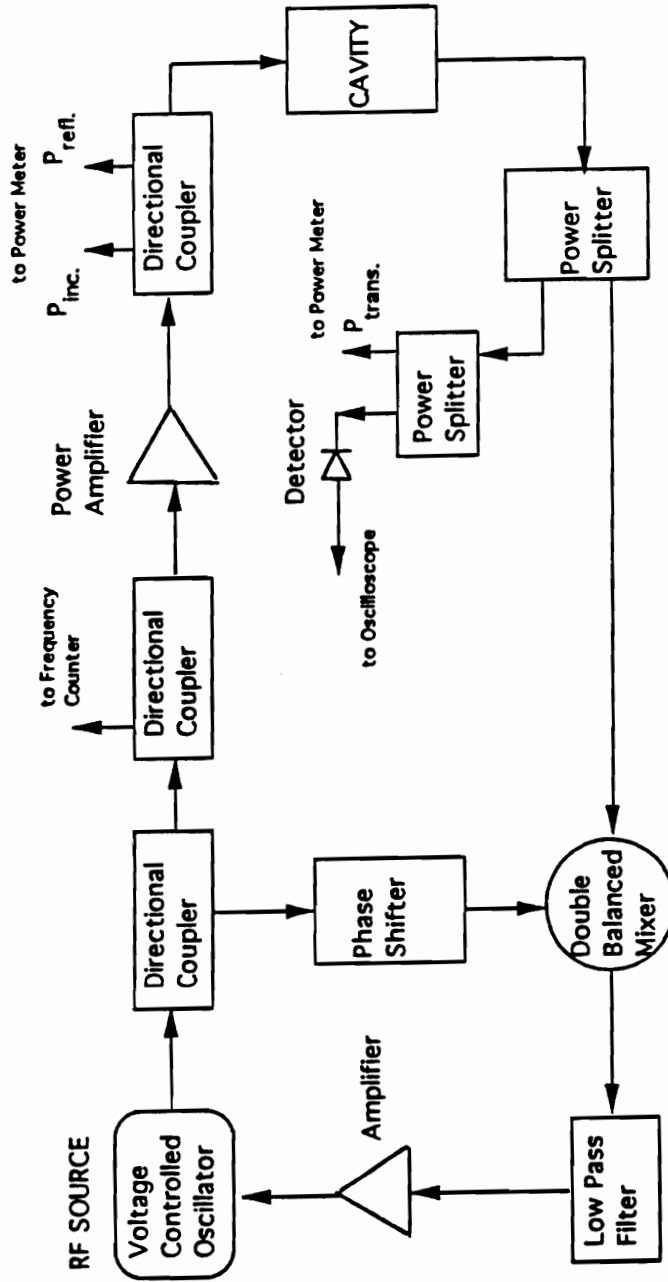 RF SOURCE
Voltage
Controlled
Oscillator
Directional
Coupler
to Frequency
Counter
Directional
Coupler
Power
Amplifier
to Power Meter
P inc.
P refl.
Directional
Coupler
CAVITY
Power
Splitter
to Power Meter
P trans.
Power
Splitter
Detector
to Oscilloscope
Phase
Shifter
Double
Balanced
Mixer
Low Pass
Filter
Amplifier